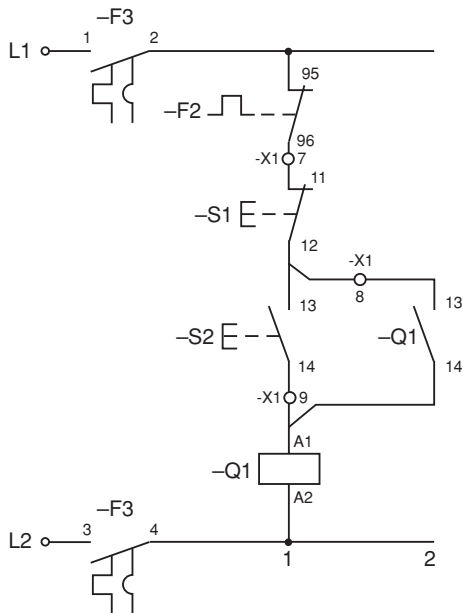 –F3
L1 1 2
95
–F2
96
-X1 7
11
–S1
12
-X1
8
13 13
–S2 –Q1
14 14
-X1 9
A1
–Q1
A2
–F3
L2 3 4
1 2